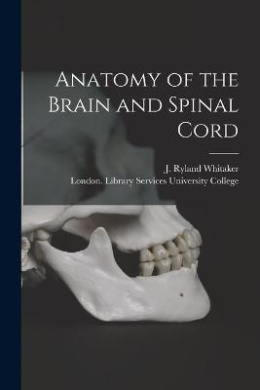 Anatomy of the
Brain and Spinal
Cord
J. Ryland Whitaker
London. Library Services University College